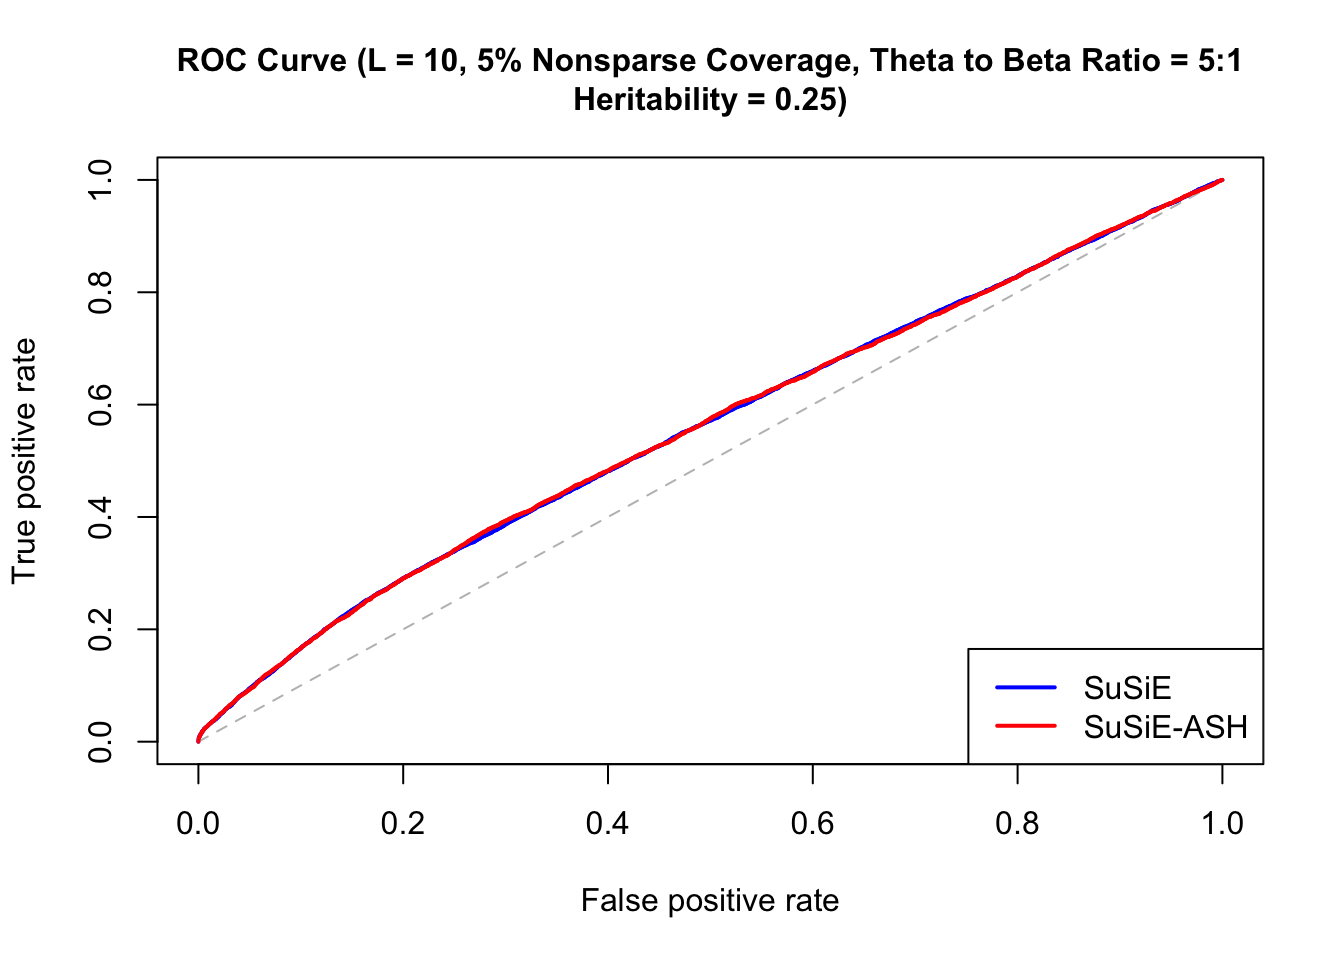 ROC Curve (L = 10, 5% Nonsparse Coverage, Theta to Beta Ratio = 5:1
Heritability = 0.25)
True positive rate
1.0
0.8
0.6
0.4
0.2
0.0
SuSiE
SuSiE-ASH
0.0 0.2 0.4 0.6 0.8 1.0
False positive rate